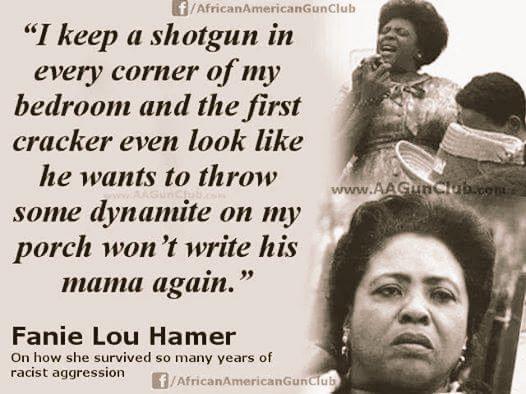 f /AfricanAmericanGunClub
“I keep a shotgun in
every corner of my
bedroom and the first
cracker even look like
he wants to throw
some dynamite on my
porch won’t write his
mama again.”
www.AAGunClub.com
www.AAGunClub.com
Fanie Lou Hamer
On how she survived so many years of
racist aggression
f /AfricanAmericanGunClub